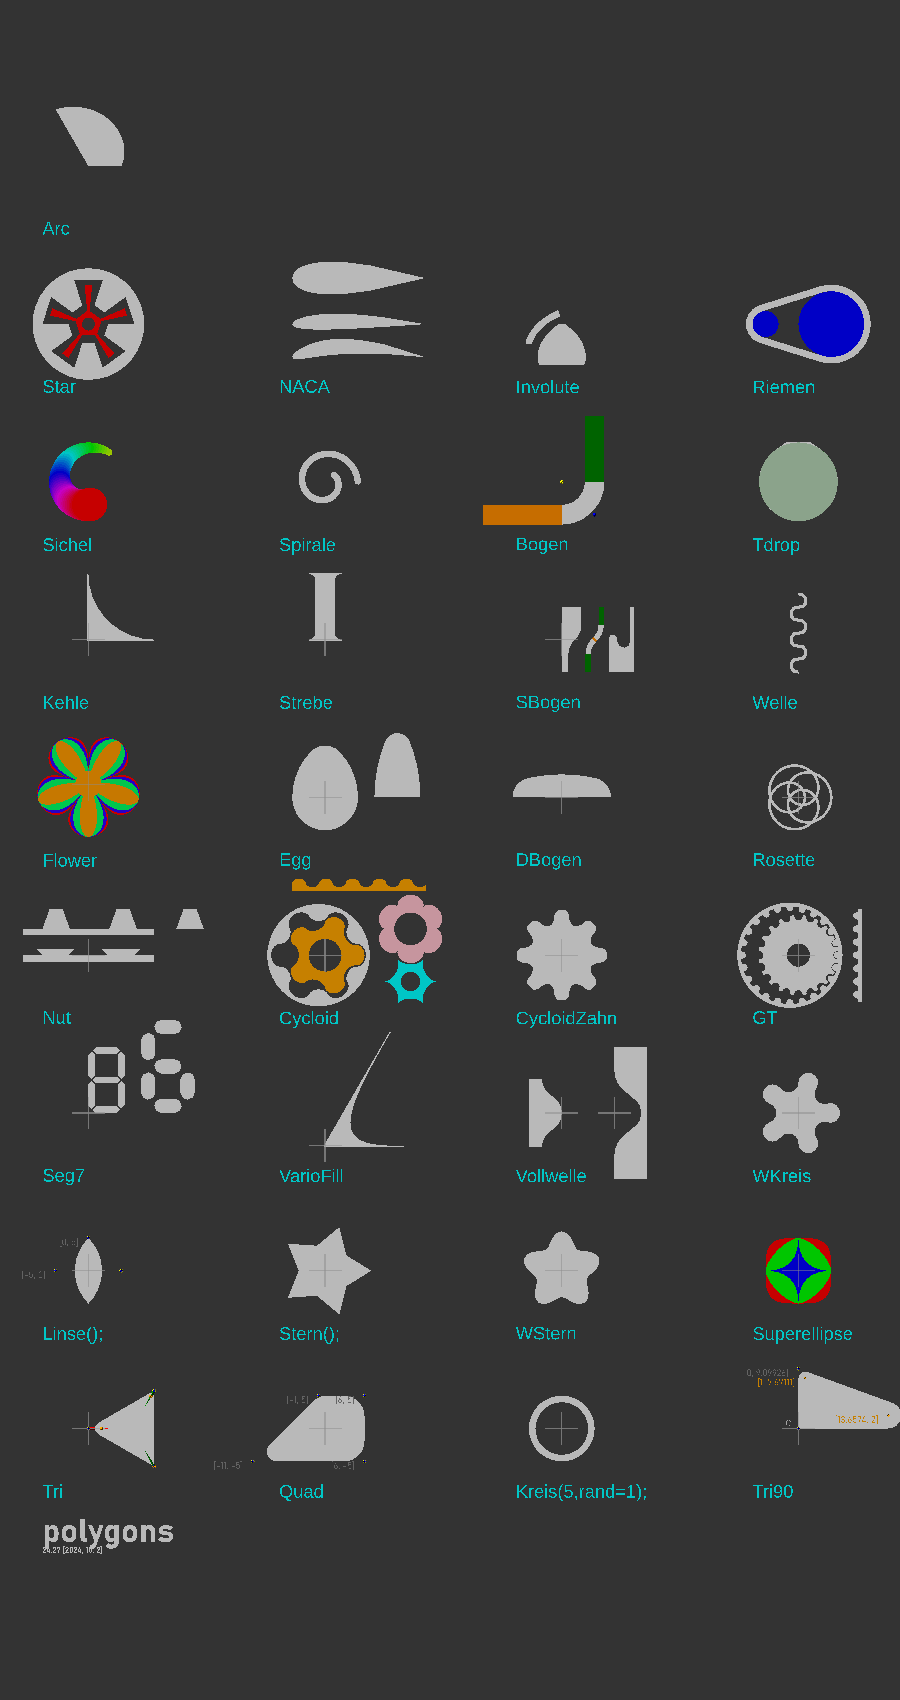 Arc
Star NACA Involute Riemen
Sichel Spirale Bogen Tdrop
Kehle Strebe SBogen Welle
Flower Egg DBogen Rosette
Nut Cycloid CycloidZahn GT
Seg7 VarioFill Vollwelle WKreis
Linse(); Stern(); WStern Superellipse
Tri Quad Kreis(5,rand=1); Tri90
polygons